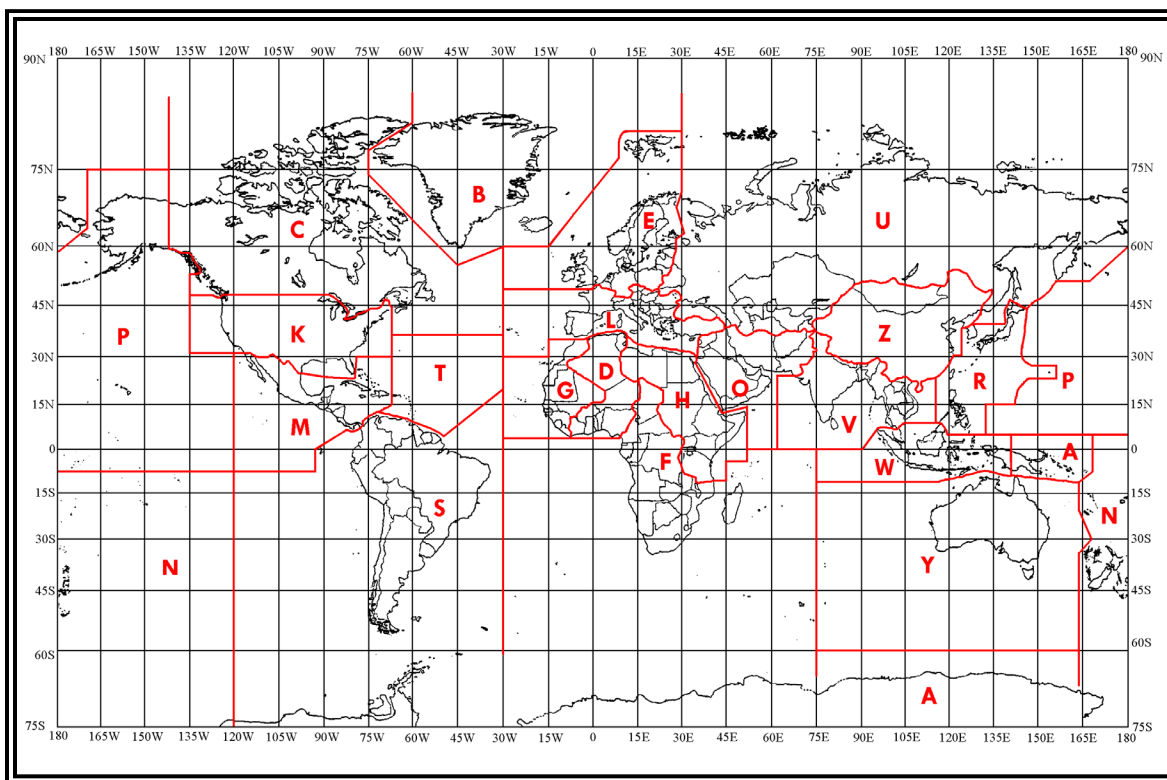 180 165W 150W 135W 120W 105W 90W 75W 60W 45W 30W 15W 0 15E 30E 45E 60E 75E 90E 105E 120E 135E 150E 165E 180
90N 90N
75N 75N
B
E U
C
60N 60N
45N 45N
L
P K Z
30N 30N
T D R P
G H O
15N 15N
M V
0 0
F W A
15S 15S
S N
30S 30S
N Y
45S 45S
60S 60S
A
75S 75S
180 165W 150W 135W 120W 105W 90W 75W 60W 45W 30W 15W 0 15E 30E 45E 60E 75E 90E 105E 120E 135E 150E 165E 180